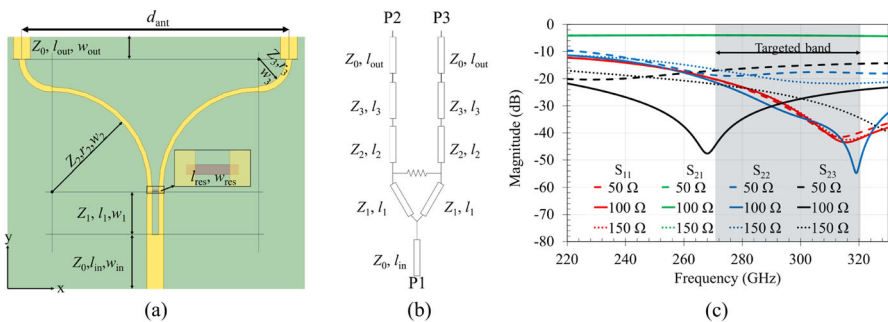 d_ant
Z_0, l_out, w_out
Z_3, r_3
w_3
Z_2, r_2, w_2
l_res, w_res
Z_1, l_1, w_1
Z_0, l_in, w_in
y
x
(a)
P2 P3
Z_0, l_out Z_0, l_out
Z_3, l_3 Z_3, l_3
Z_2, l_2 Z_2, l_2
Z_1, l_1 Z_1, l_1
Z_0, l_in
P1
(b)
0
-10
-20
-30
-40
-50
-60
-70
-80
Magnitude (dB)
Targeted band
S_11 S_21 S_22 S_23
50 Ω 50 Ω 50 Ω 50 Ω
100 Ω 100 Ω 100 Ω 100 Ω
150 Ω 150 Ω 150 Ω 150 Ω
220 240 260 280 300 320
Frequency (GHz)
(c)